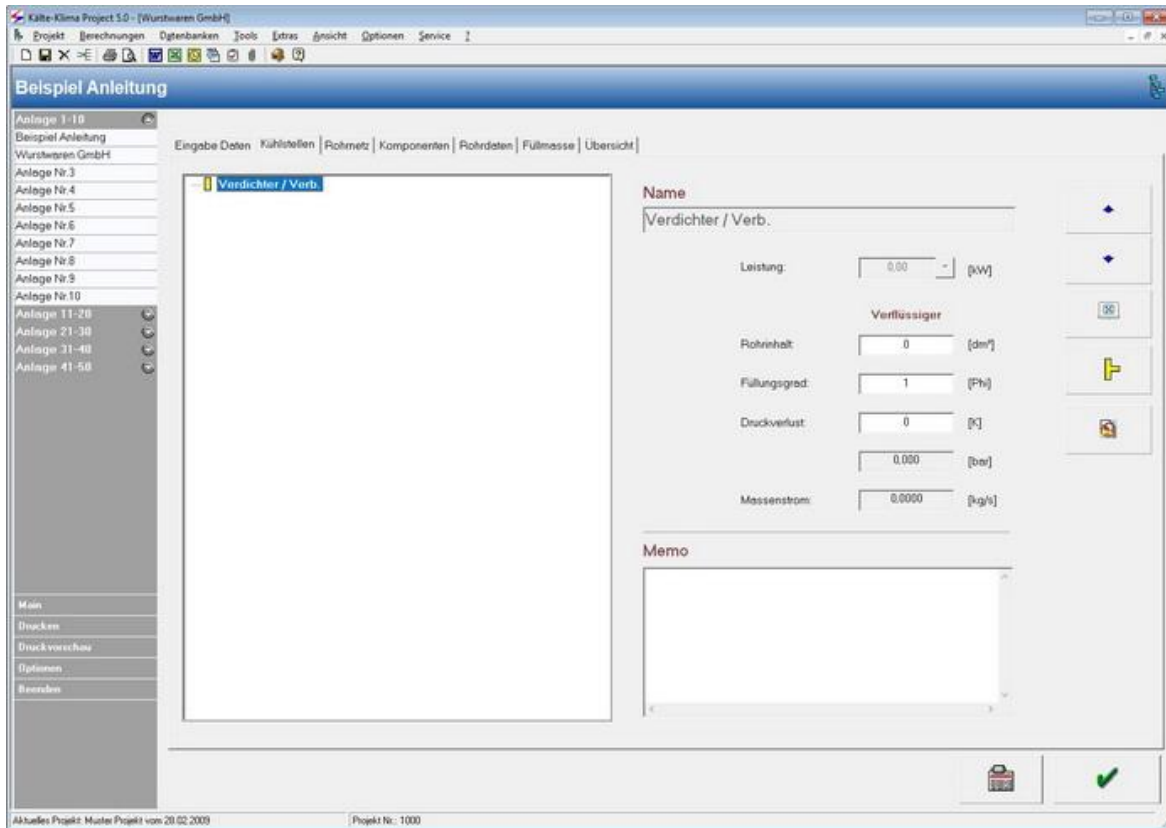 Kälte-Klima Project 5.0 - [Wurstwaren GmbH]
Projekt Berechnungen Datenbanken Tools Extras Ansicht Optionen Service ?
Beispiel Anleitung
Anlage 1-10
Beispiel Anleitung
Wurstwaren GmbH
Anlage Nr.3
Anlage Nr.4
Anlage Nr.5
Anlage Nr.6
Anlage Nr.7
Anlage Nr.8
Anlage Nr.9
Anlage Nr.10
Anlage 11-20
Anlage 21-30
Anlage 31-40
Anlage 41-50
Main
Drucken
Druckvorschau
Optionen
Beenden
Eingabe Daten Kühlstellen Rohrnetz Komponenten Rohrdaten Füllmasse Übersicht
Verdichter / Verb.
Name
Verdichter / Verb.
Leistung: 0,00 [kW]
Verflüssiger
Rohrinhalt: 0 [dm³]
Füllungsgrad: 1 [Phi]
Druckverlust: 0 [K]
0,000 [bar]
Massenstrom: 0,0000 [kg/s]
Memo
Aktuelles Projekt: Muster Projekt vom 28.02.2009 Projekt Nr.: 1000